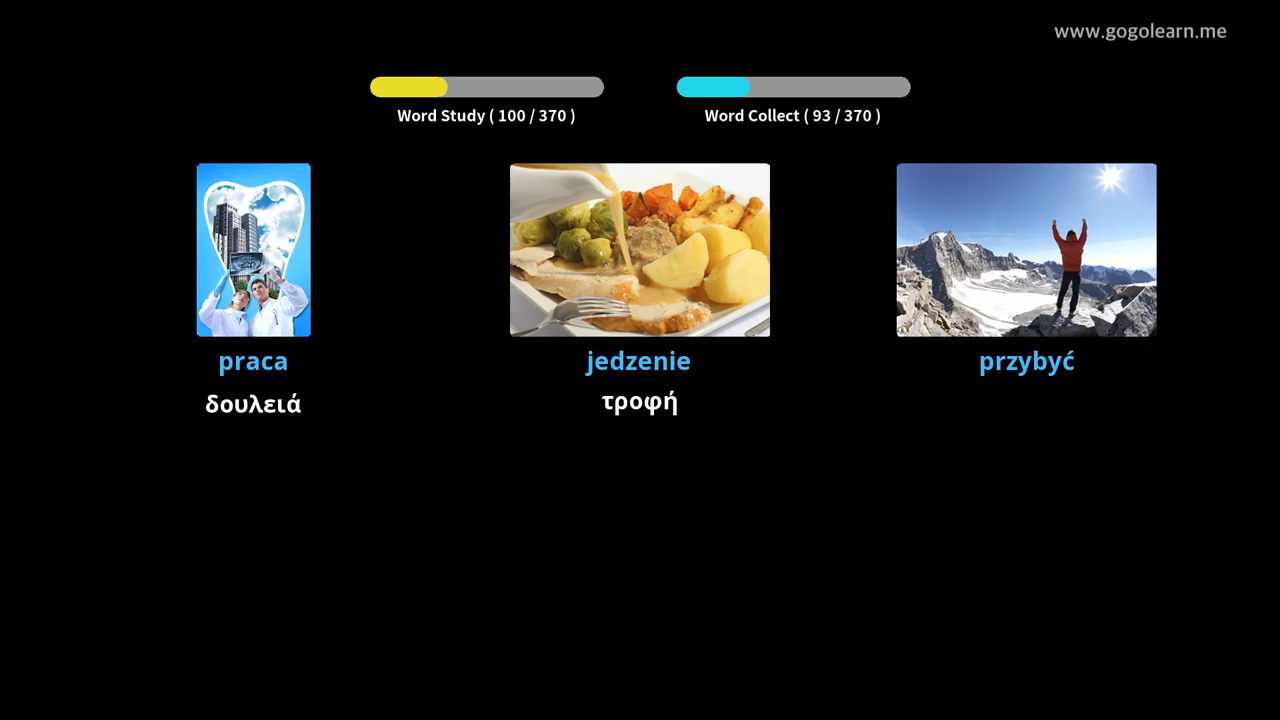 www.gogolearn.me
Word Study ( 100 / 370 )
Word Collect ( 93 / 370 )
praca
jedzenie
przybyć
δουλειά
τροφή